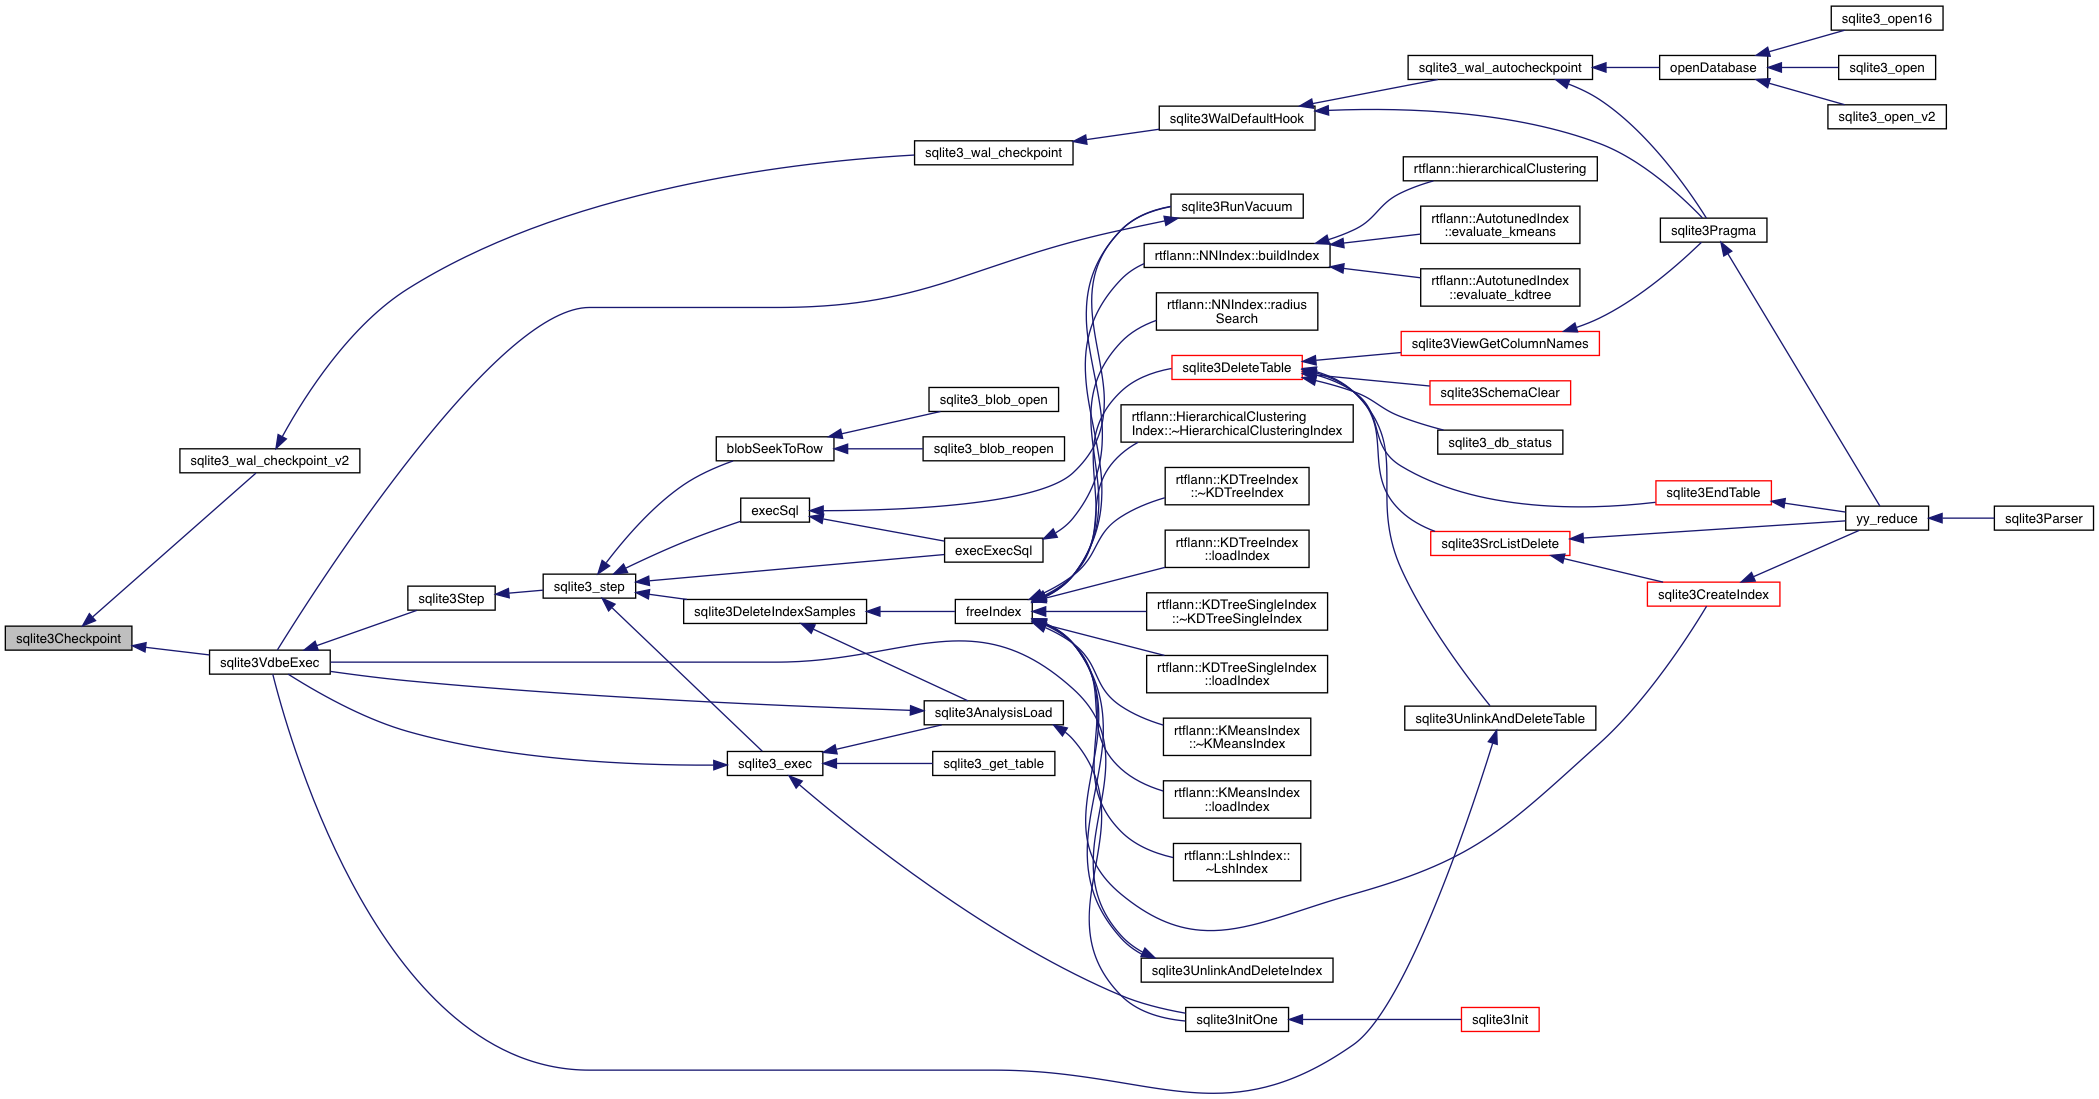 sqlite3_open16
sqlite3_wal_autocheckpoint
openDatabase
sqlite3_open
sqlite3WalDefaultHook
sqlite3_open_v2
sqlite3_wal_checkpoint
rtflann::hierarchicalClustering
sqlite3RunVacuum
rtflann::AutotunedIndex
::evaluate_kmeans
sqlite3Pragma
rtflann::NNIndex::buildIndex
rtflann::AutotunedIndex
::evaluate_kdtree
rtflann::NNIndex::radius
Search
sqlite3ViewGetColumnNames
sqlite3DeleteTable
sqlite3SchemaClear
sqlite3_blob_open
rtflann::HierarchicalClustering
Index::~HierarchicalClusteringIndex
sqlite3_db_status
blobSeekToRow
sqlite3_blob_reopen
sqlite3_wal_checkpoint_v2
rtflann::KDTreeIndex
::~KDTreeIndex
sqlite3EndTable
execSql
yy_reduce
sqlite3Parser
rtflann::KDTreeIndex
::loadIndex
execExecSql
sqlite3SrcListDelete
sqlite3_step
sqlite3CreateIndex
sqlite3Step
sqlite3DeleteIndexSamples
freeIndex
rtflann::KDTreeSingleIndex
::~KDTreeSingleIndex
sqlite3Checkpoint
sqlite3VdbeExec
rtflann::KDTreeSingleIndex
::loadIndex
sqlite3AnalysisLoad
sqlite3UnlinkAndDeleteTable
rtflann::KMeansIndex
::~KMeansIndex
sqlite3_exec
sqlite3_get_table
rtflann::KMeansIndex
::loadIndex
rtflann::LshIndex::
~LshIndex
sqlite3UnlinkAndDeleteIndex
sqlite3InitOne
sqlite3Init